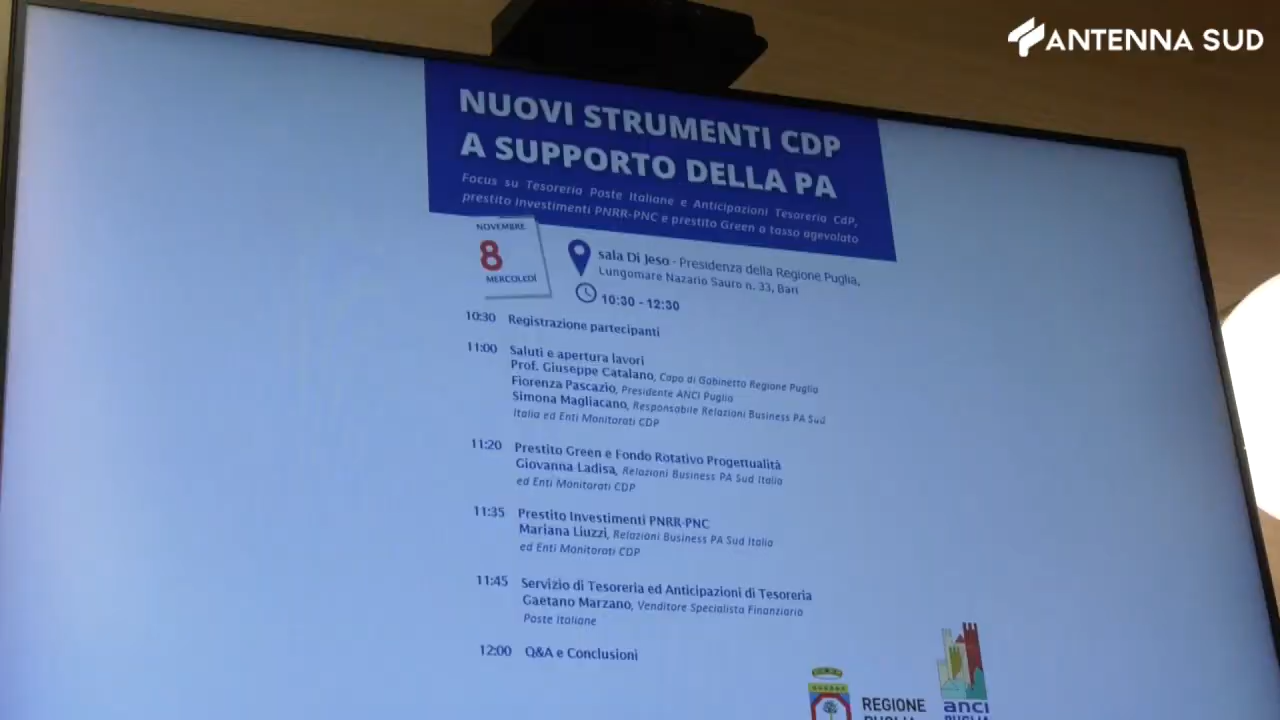 ANTENNA SUD
NUOVI STRUMENTI CDP
A SUPPORTO DELLA PA
Focus su Tesoreria Poste Italiane e Anticipazioni Tesoreria CdP,
prestito Investimenti PNRR-PNC e prestito Green a tasso agevolato
NOVEMBRE
8
MERCOLEDÌ
sala Di Jeso - Presidenza della Regione Puglia,
Lungomare Nazario Sauro n. 33, Bari
10:30 - 12:30
10:30 Registrazione partecipanti
11:00 Saluti e apertura lavori
Prof. Giuseppe Catalano, Capo di Gabinetto Regione Puglia
Fiorenza Pascazio, Presidente ANCI Puglia
Simona Magliacano, Responsabile Relazioni Business PA Sud
Italia ed Enti Monitorati CDP
11:20 Prestito Green e Fondo Rotativo Progettualità
Giovanna Ladisa, Relazioni Business PA Sud Italia
ed Enti Monitorati CDP
11:35 Prestito Investimenti PNRR-PNC
Mariana Liuzzi, Relazioni Business PA Sud Italia
ed Enti Monitorati CDP
11:45 Servizio di Tesoreria ed Anticipazioni di Tesoreria
Gaetano Marzano, Venditore Specialista Finanziario
Poste Italiane
12:00 Q&A e Conclusioni
REGIONE
PUGLIA
anci
PUGLIA